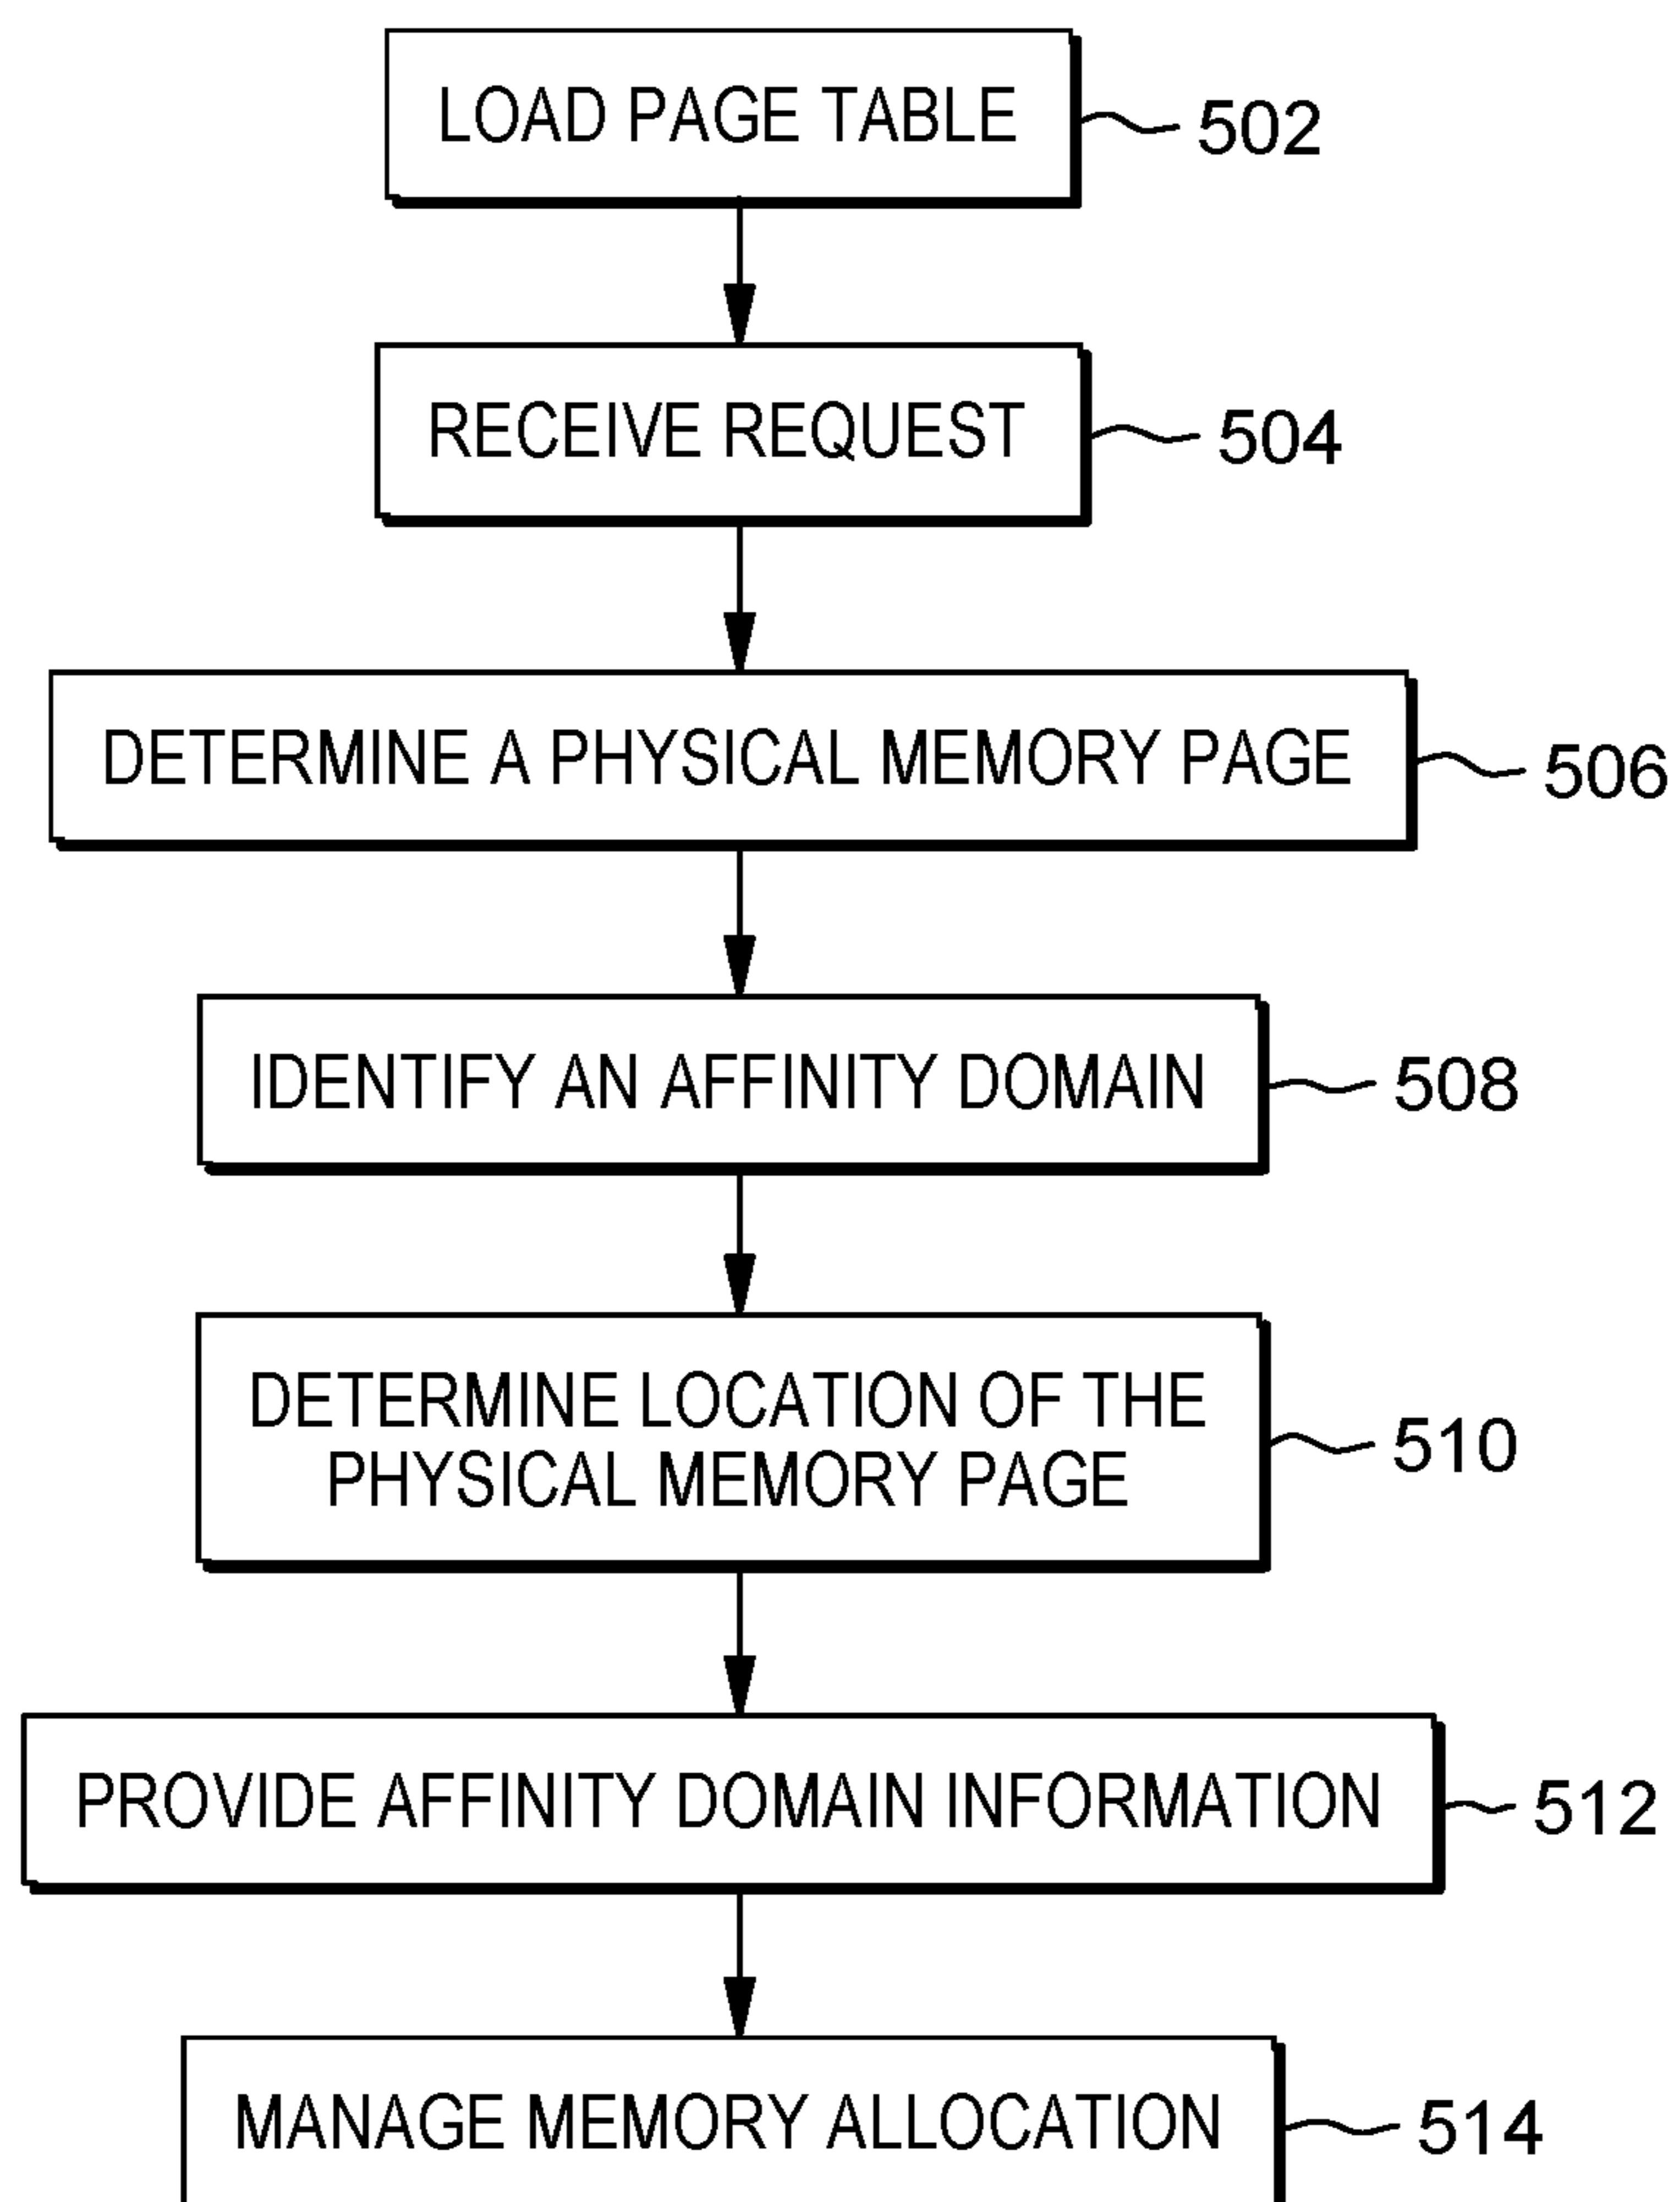 LOAD PAGE TABLE
502
RECEIVE REQUEST
504
DETERMINE A PHYSICAL MEMORY PAGE
506
IDENTIFY AN AFFINITY DOMAIN
508
DETERMINE LOCATION OF THE
PHYSICAL MEMORY PAGE
510
PROVIDE AFFINITY DOMAIN INFORMATION
512
MANAGE MEMORY ALLOCATION
514